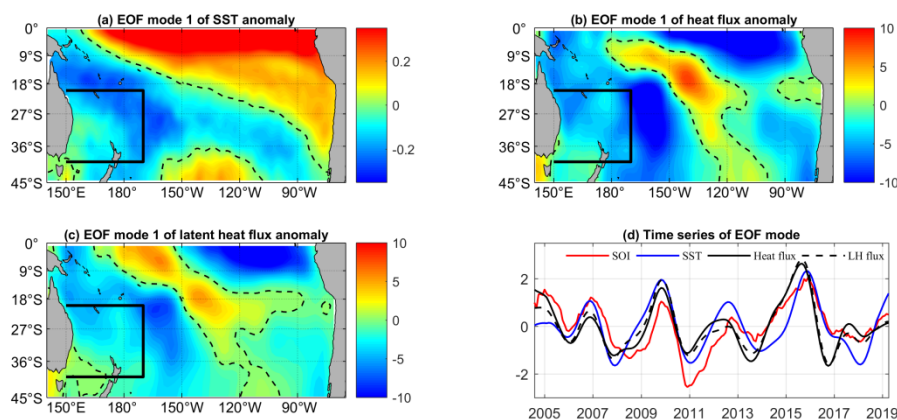 (a) EOF mode 1 of SST anomaly
0°
9°S
18°S
27°S
36°S
45°S
150°E 180°W 150°W 120°W 90°W
0.2
0
-0.2
(b) EOF mode 1 of heat flux anomaly
0°
9°S
18°S
27°S
36°S
45°S
150°E 180°W 150°W 120°W 90°W
10
5
0
-5
-10
(c) EOF mode 1 of latent heat flux anomaly
0°
9°S
18°S
27°S
36°S
45°S
150°E 180°W 150°W 120°W 90°W
10
5
0
-5
-10
(d) Time series of EOF mode
SOI SST Heat flux LH flux
2
0
-2
2005 2007 2009 2011 2013 2015 2017 2019